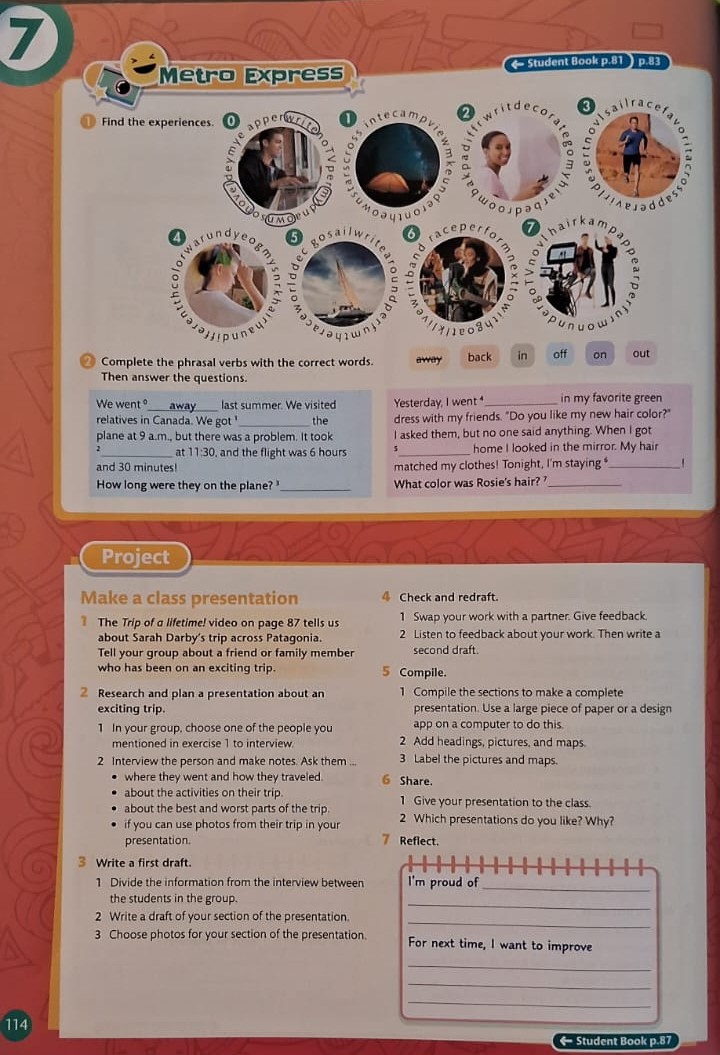 7
Metro Express
← Student Book p.81 p.83
1 Find the experiences.
0
1
2
3
4
5
6
7
2 Complete the phrasal verbs with the correct words.
Then answer the questions.
away back in off on out
We went ⁰ away last summer. We visited
relatives in Canada. We got ¹ the
plane at 9 a.m., but there was a problem. It took
² at 11:30, and the flight was 6 hours
and 30 minutes!
How long were they on the plane? ³
Yesterday, I went ⁴ in my favorite green
dress with my friends. "Do you like my new hair color?"
I asked them, but no one said anything. When I got
⁵ home I looked in the mirror. My hair
matched my clothes! Tonight, I'm staying ⁶ !
What color was Rosie's hair? ⁷
Project
Make a class presentation
1 The Trip of a lifetime! video on page 87 tells us
about Sarah Darby's trip across Patagonia.
Tell your group about a friend or family member
who has been on an exciting trip.
2 Research and plan a presentation about an
exciting trip.
1 In your group, choose one of the people you
mentioned in exercise 1 to interview.
2 Interview the person and make notes. Ask them ...
• where they went and how they traveled.
• about the activities on their trip.
• about the best and worst parts of the trip.
• if you can use photos from their trip in your
presentation.
3 Write a first draft.
1 Divide the information from the interview between
the students in the group.
2 Write a draft of your section of the presentation.
3 Choose photos for your section of the presentation.
4 Check and redraft.
1 Swap your work with a partner. Give feedback.
2 Listen to feedback about your work. Then write a
second draft.
5 Compile.
1 Compile the sections to make a complete
presentation. Use a large piece of paper or a design
app on a computer to do this.
2 Add headings, pictures, and maps.
3 Label the pictures and maps.
6 Share.
1 Give your presentation to the class.
2 Which presentations do you like? Why?
7 Reflect.
I'm proud of
For next time, I want to improve
114
← Student Book p.87